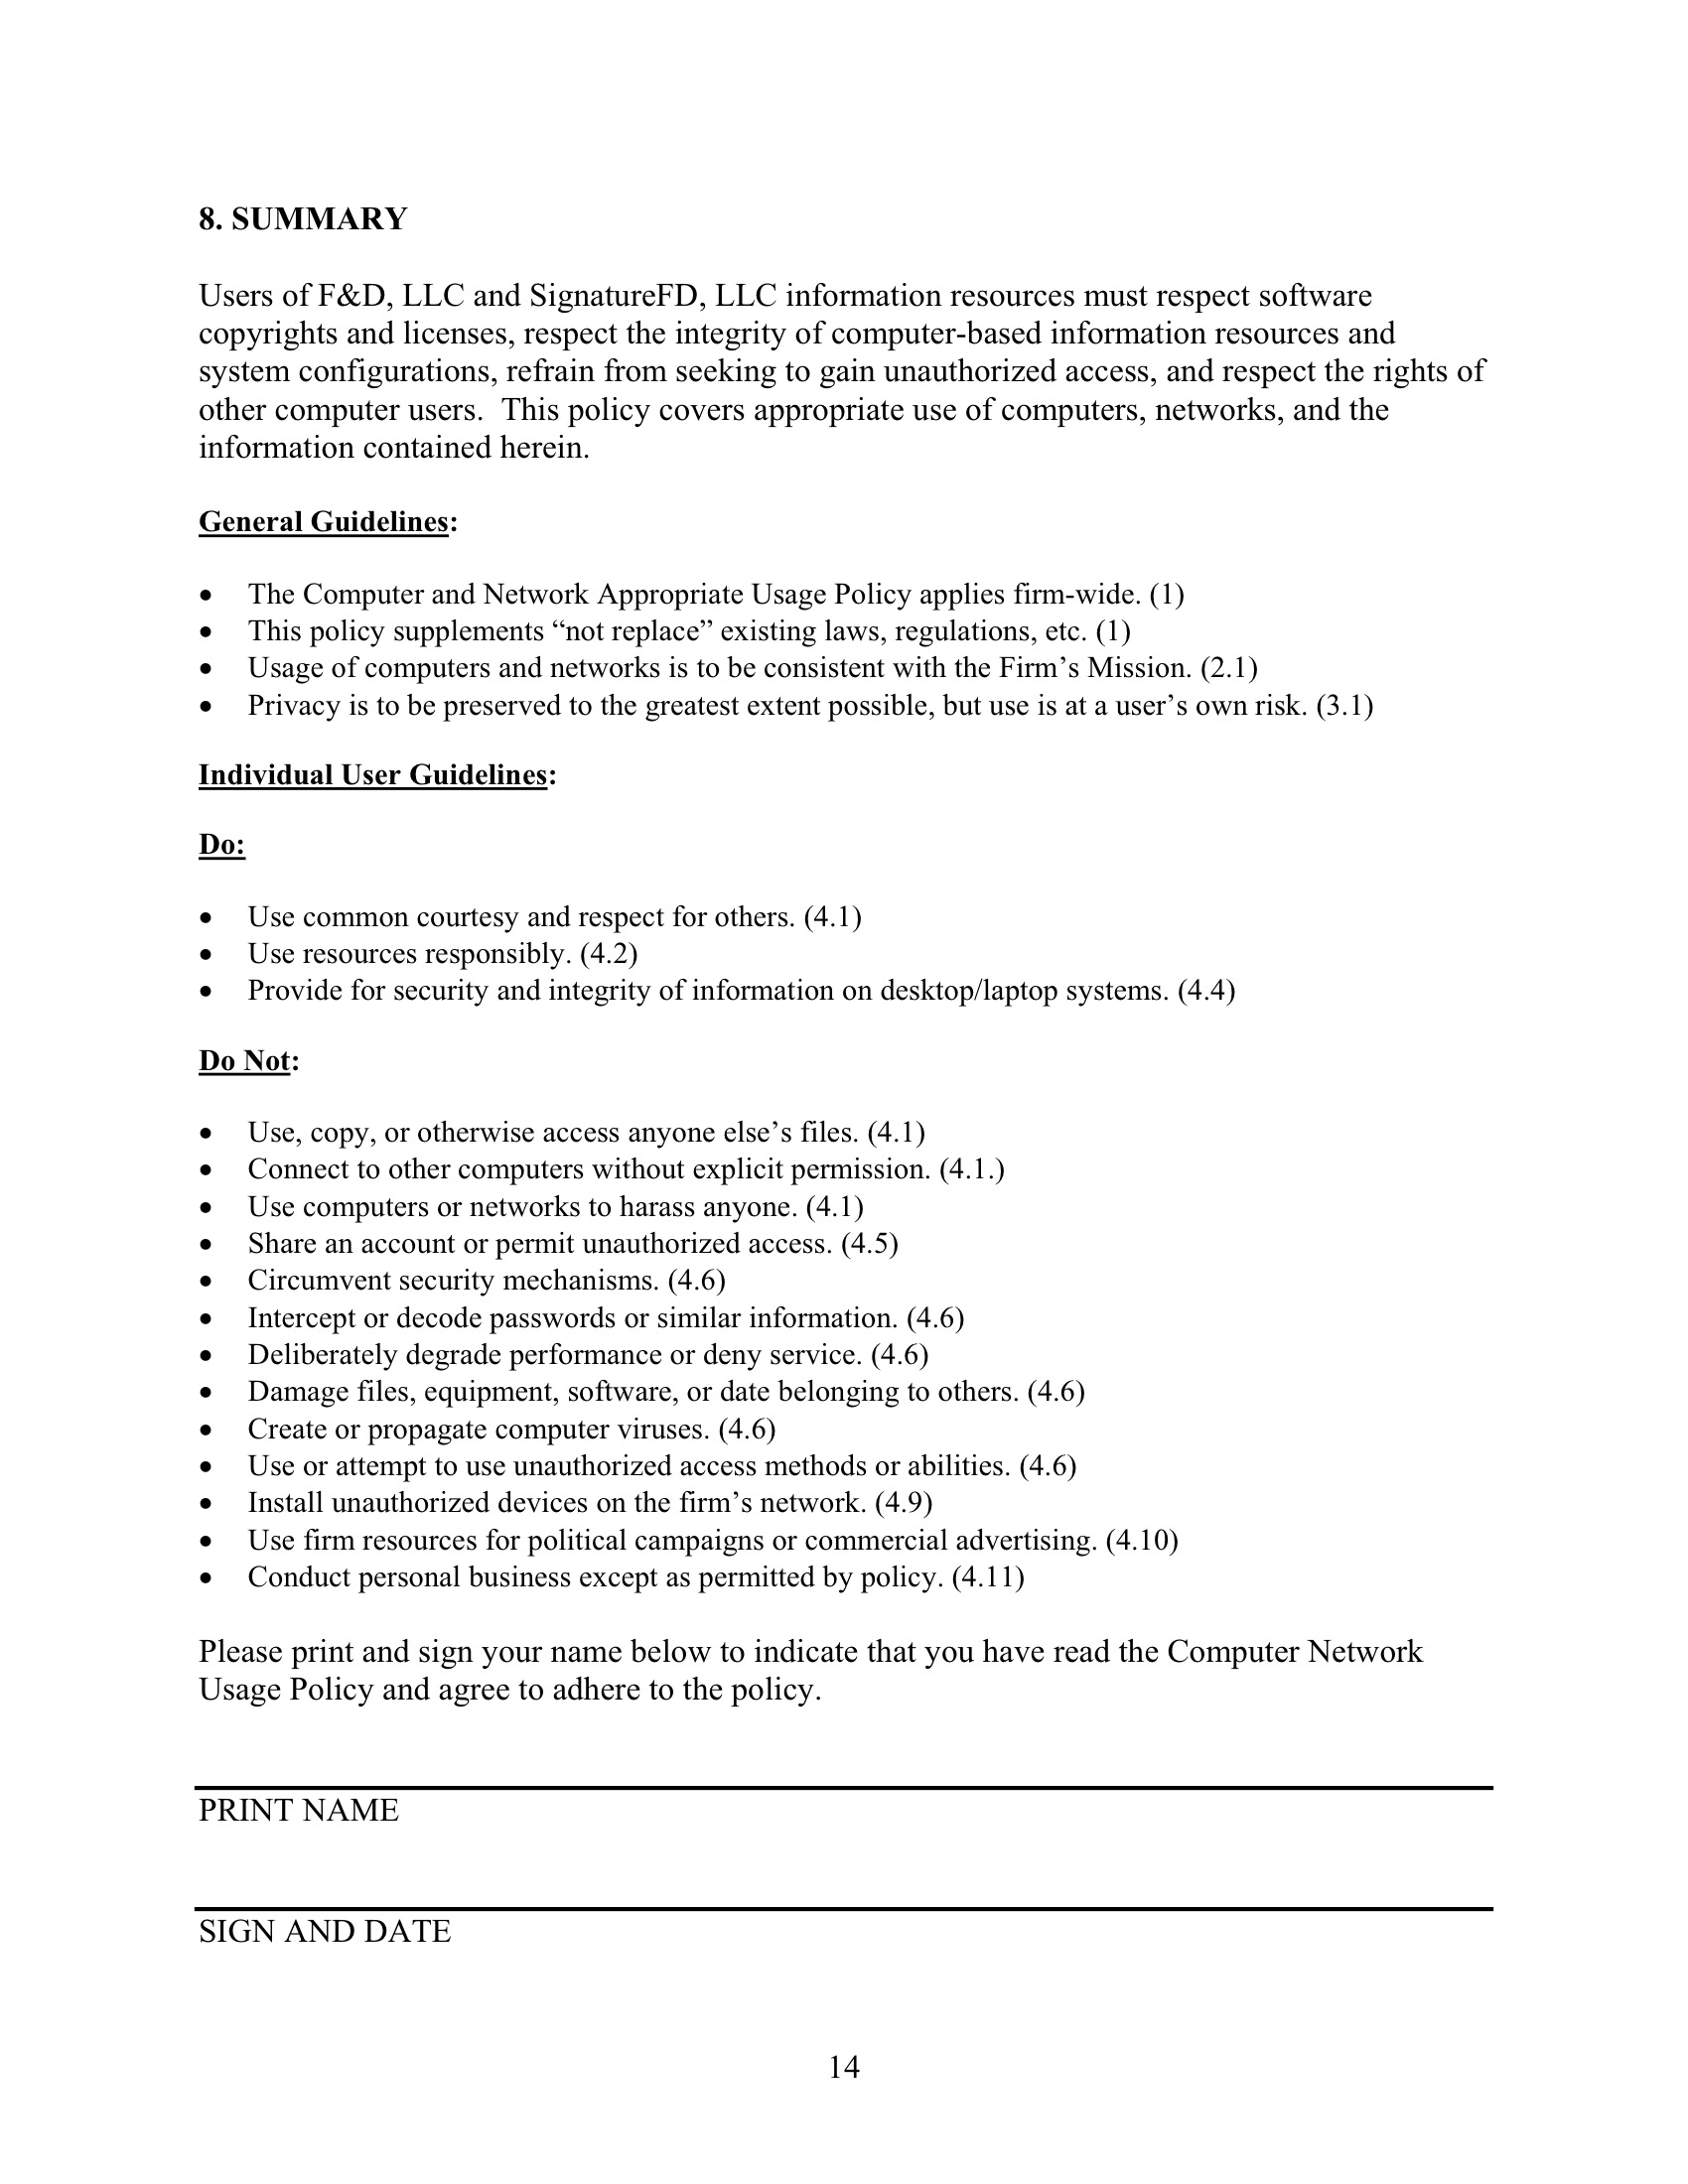 8. SUMMARY
Users of F&D, LLC and SignatureFD, LLC information resources must respect software
copyrights and licenses, respect the integrity of computer-based information resources and
system configurations, refrain from seeking to gain unauthorized access, and respect the rights of
other computer users.  This policy covers appropriate use of computers, networks, and the
information contained herein.
General Guidelines:
• The Computer and Network Appropriate Usage Policy applies firm-wide. (1)
• This policy supplements “not replace” existing laws, regulations, etc. (1)
• Usage of computers and networks is to be consistent with the Firm’s Mission. (2.1)
• Privacy is to be preserved to the greatest extent possible, but use is at a user’s own risk. (3.1)
Individual User Guidelines:
Do:
• Use common courtesy and respect for others. (4.1)
• Use resources responsibly. (4.2)
• Provide for security and integrity of information on desktop/laptop systems. (4.4)
Do Not:
• Use, copy, or otherwise access anyone else’s files. (4.1)
• Connect to other computers without explicit permission. (4.1.)
• Use computers or networks to harass anyone. (4.1)
• Share an account or permit unauthorized access. (4.5)
• Circumvent security mechanisms. (4.6)
• Intercept or decode passwords or similar information. (4.6)
• Deliberately degrade performance or deny service. (4.6)
• Damage files, equipment, software, or date belonging to others. (4.6)
• Create or propagate computer viruses. (4.6)
• Use or attempt to use unauthorized access methods or abilities. (4.6)
• Install unauthorized devices on the firm’s network. (4.9)
• Use firm resources for political campaigns or commercial advertising. (4.10)
• Conduct personal business except as permitted by policy. (4.11)
Please print and sign your name below to indicate that you have read the Computer Network
Usage Policy and agree to adhere to the policy.
PRINT NAME
SIGN AND DATE
14